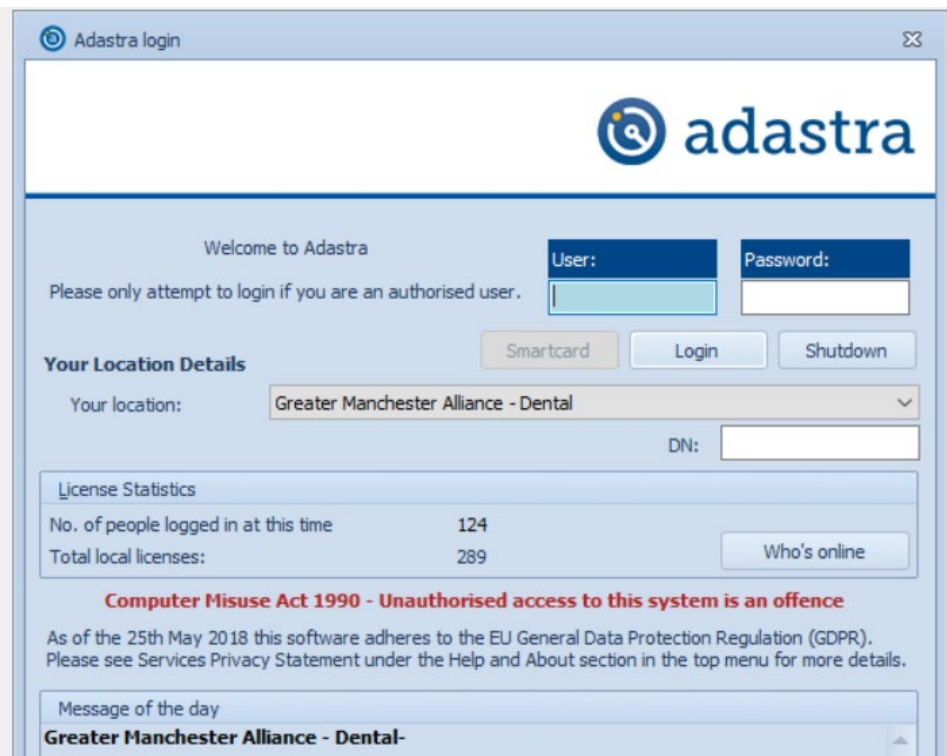 Adastra login
adastra
Welcome to Adastra
User:
Password:
Please only attempt to login if you are an authorised user.
Smartcard
Login
Shutdown
Your Location Details
Your location:
Greater Manchester Alliance - Dental
DN:
License Statistics
No. of people logged in at this time 124
Total local licenses: 289
Who's online
Computer Misuse Act 1990 - Unauthorised access to this system is an offence
As of the 25th May 2018 this software adheres to the EU General Data Protection Regulation (GDPR).
Please see Services Privacy Statement under the Help and About section in the top menu for more details.
Message of the day
Greater Manchester Alliance - Dental-